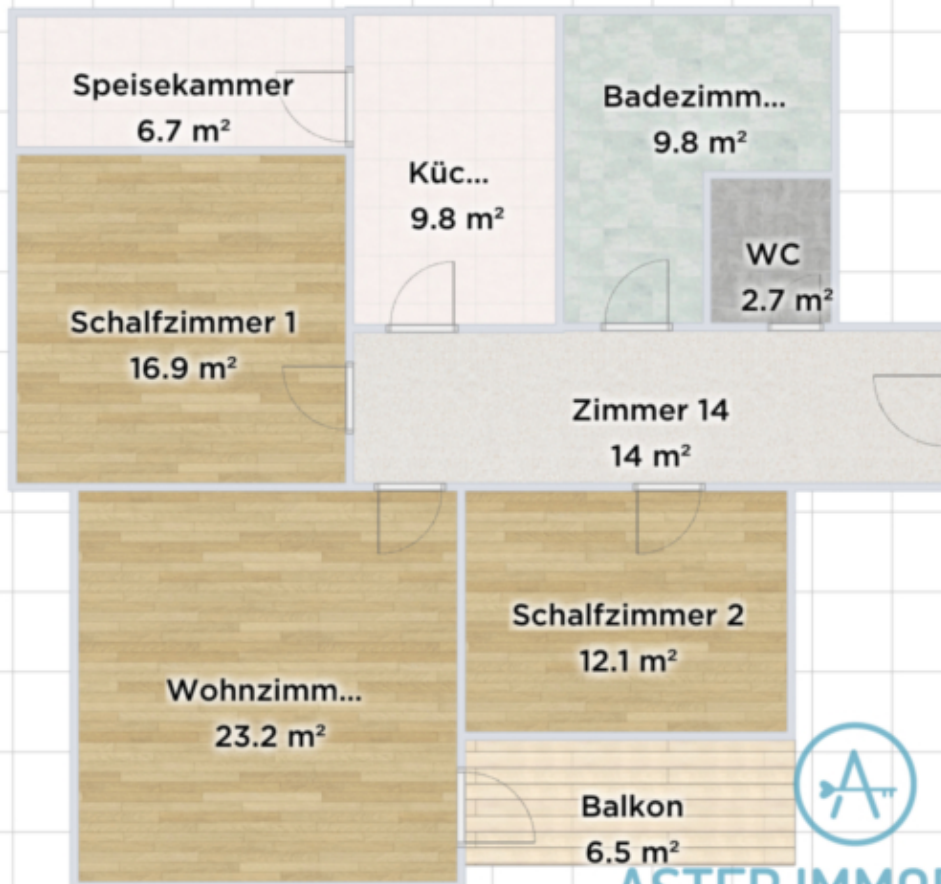 Speisekammer
6.7 m²
Küc...
9.8 m²
Badezimm...
9.8 m²
WC
2.7 m²
Schalfzimmer 1
16.9 m²
Zimmer 14
14 m²
Schalfzimmer 2
12.1 m²
Wohnzimm...
23.2 m²
Balkon
6.5 m²
A